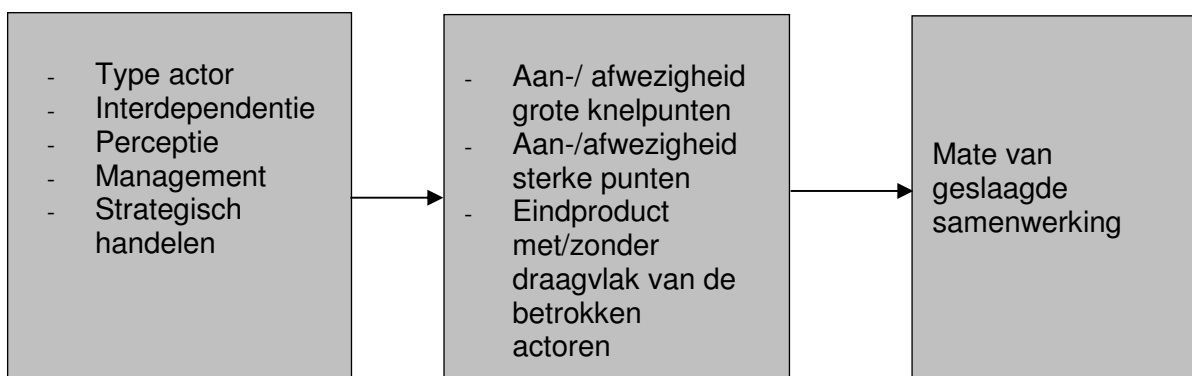 - Type actor
- Interdependentie
- Perceptie
- Management
- Strategisch
handelen
- Aan-/ afwezigheid
grote knelpunten
- Aan-/afwezigheid
sterke punten
- Eindproduct
met/zonder
draagvlak van de
betrokken
actoren
Mate van
geslaagde
samenwerking